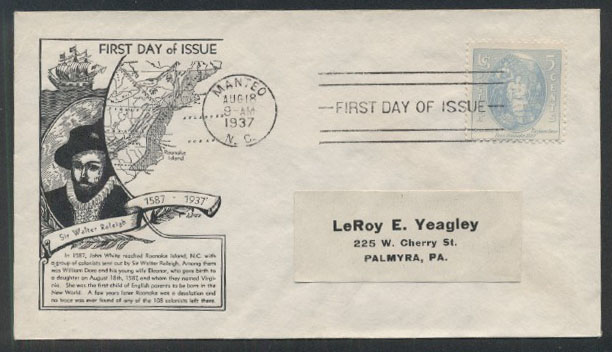 FIRST DAY of ISSUE
Roanoke
Island
1587 - 1937
Sir Walter Raleigh
In 1587, John White reached Roanoke Island, N.C. with
a group of colonists sent out by Sir Walter Raleigh. Among them
was William Dare and his young wife Eleanor, who gave birth to
a daughter on August 18th, 1587, and whom they named Virgi-
nia. She was the first child of English parents to be born in the
New World. A few years later Roanoke was a desolation and
no trace was ever found of any of the 108 colonists left there.
MANTEO
AUG 18
9-AM
1937
N. C.
FIRST DAY OF ISSUE
5¢
5 CENTS
LeRoy E. Yeagley
225 W. Cherry St.
PALMYRA, PA.